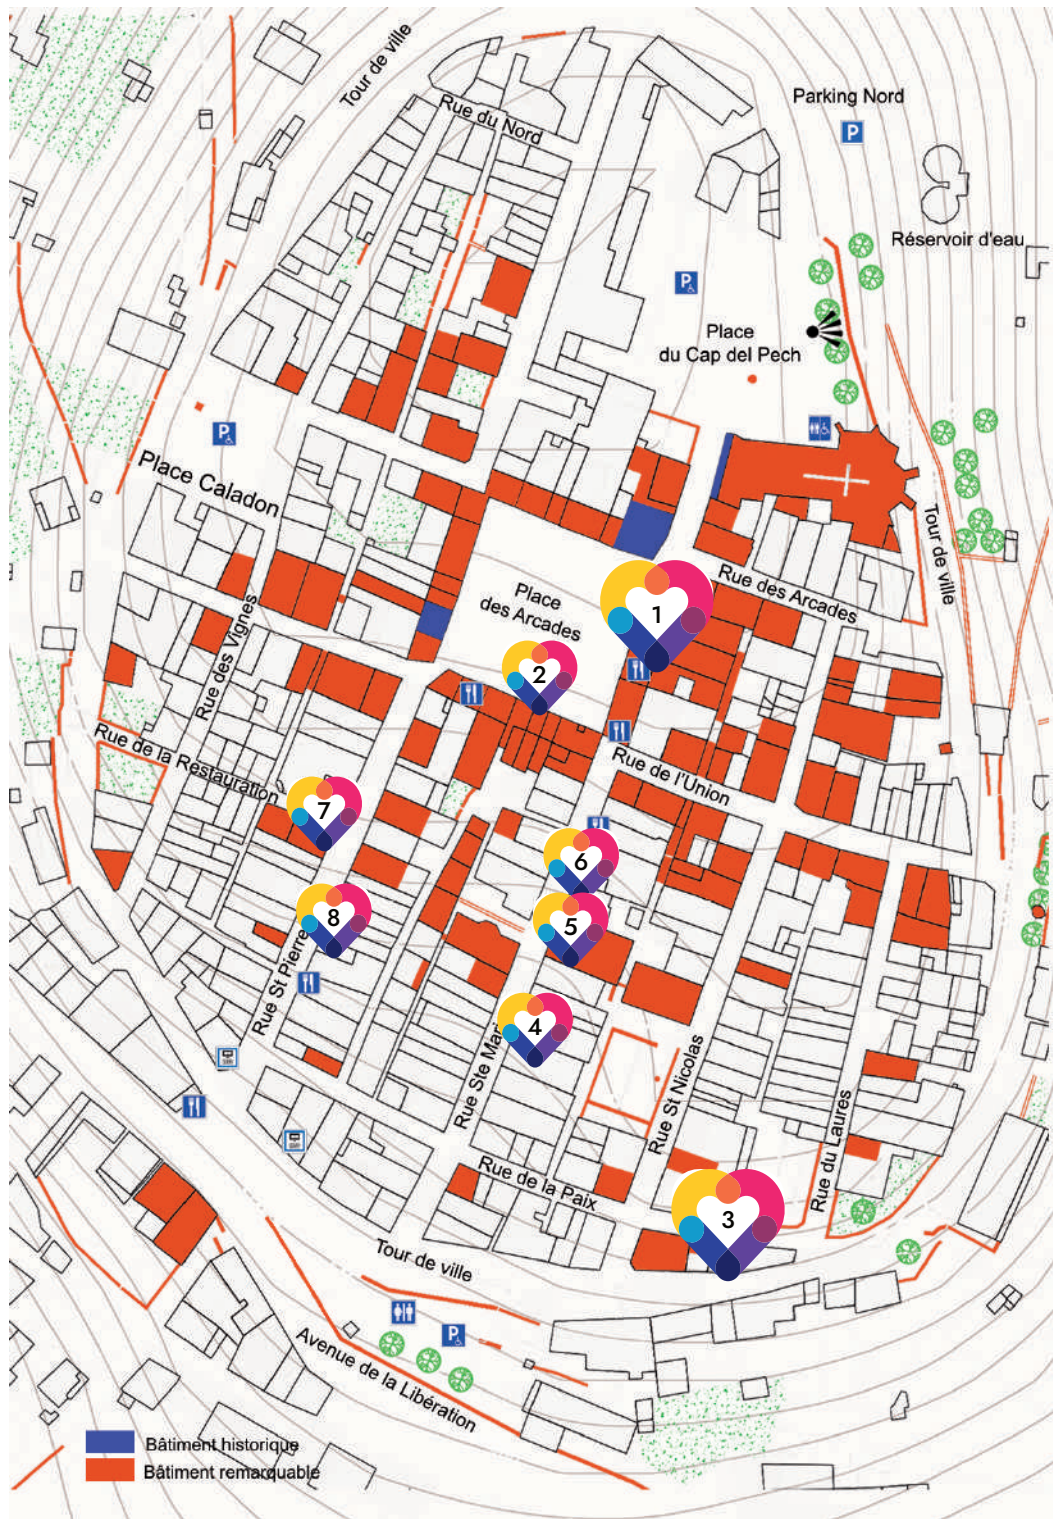 Tour de ville
Parking Nord
P
Rue du Nord
Réservoir d'eau
P
Place
du Cap del Pech
P
Place Caladon
Tour de ville
Rue des Arcades
Place
des Arcades
1
2
Rue des Vignes
Rue de la Restauration
Rue de l'Union
7
6
8
5
Rue St Pierre
4
Rue Ste Mari
Rue St Nicolas
Rue du Laures
Rue de la Paix
3
Tour de ville
P
Avenue de la Libération
Bâtiment historique
Bâtiment remarquable